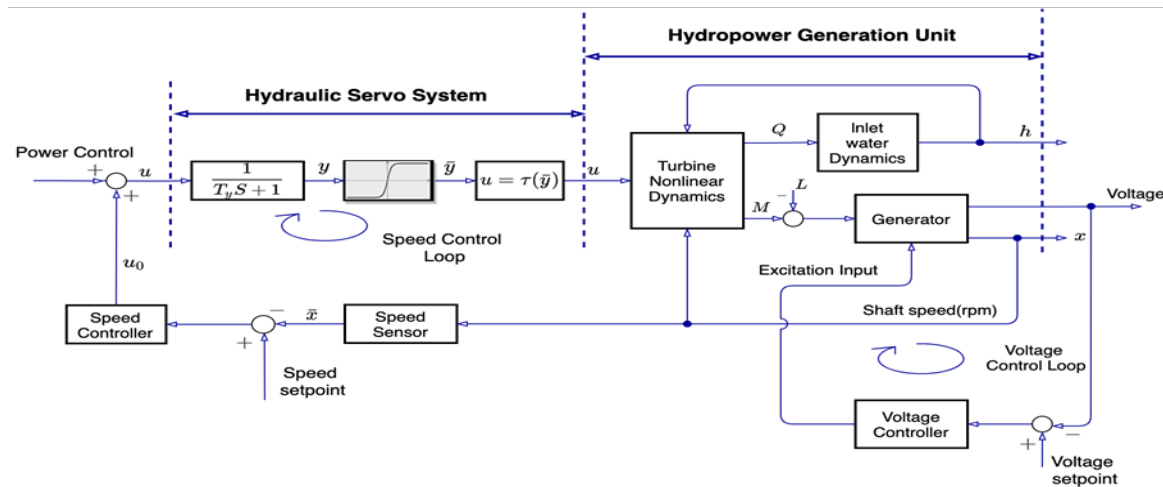 Hydropower Generation Unit
Hydraulic Servo System
Power Control
+
+
u
1
T_y S + 1
y
ȳ
u = τ(ȳ)
u
Speed Control
Loop
u_0
Speed
Controller
−
+
x̄
Speed
Sensor
Speed
setpoint
Turbine
Nonlinear
Dynamics
Q
Inlet
water
Dynamics
h
M
−
L
Generator
Voltage
x
Excitation Input
Shaft speed(rpm)
Voltage
Control Loop
Voltage
Controller
+
−
Voltage
setpoint